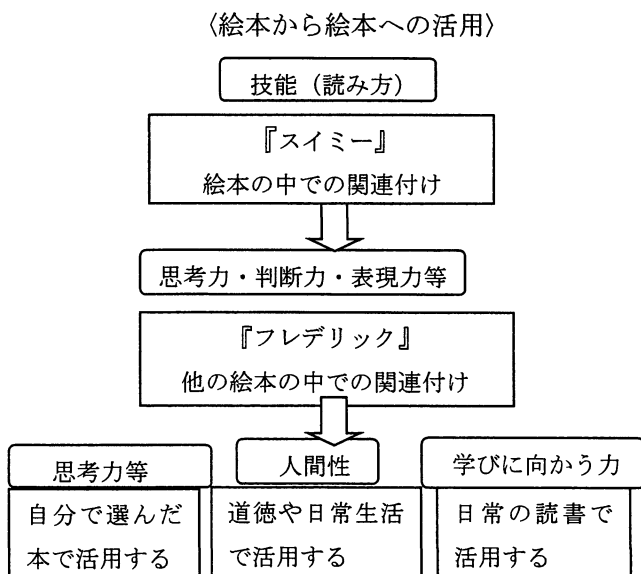 〈絵本から絵本への活用〉
技能（読み方）
『スイミー』
絵本の中での関連付け
思考力・判断力・表現力等
『フレデリック』
他の絵本の中での関連付け
思考力等
人間性
学びに向かう力
自分で選んだ
本で活用する
道徳や日常生活
で活用する
日常の読書で
活用する